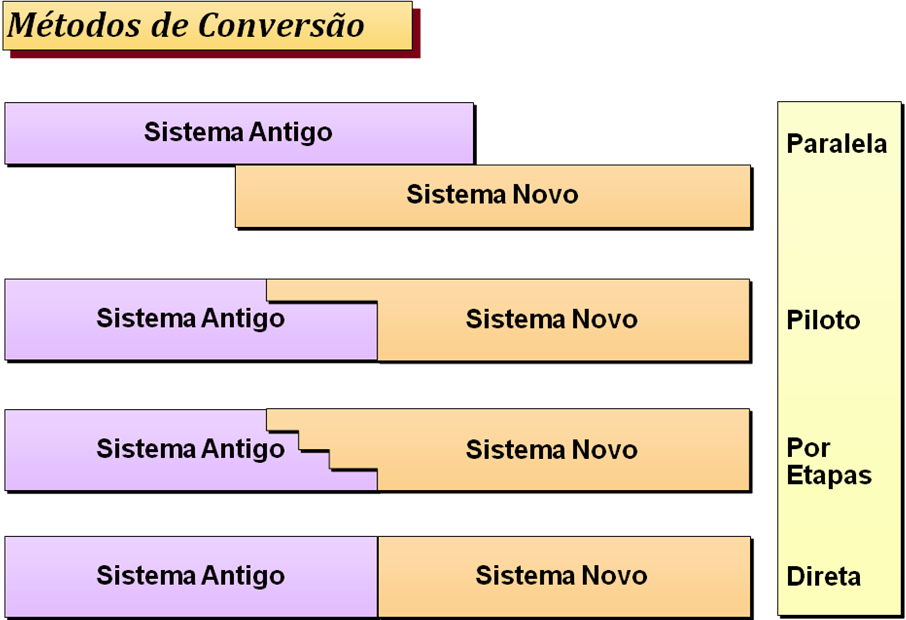 Métodos de Conversão
Sistema Antigo
Sistema Novo
Paralela
Sistema Antigo
Sistema Novo
Piloto
Sistema Antigo
Sistema Novo
Por
Etapas
Sistema Antigo
Sistema Novo
Direta